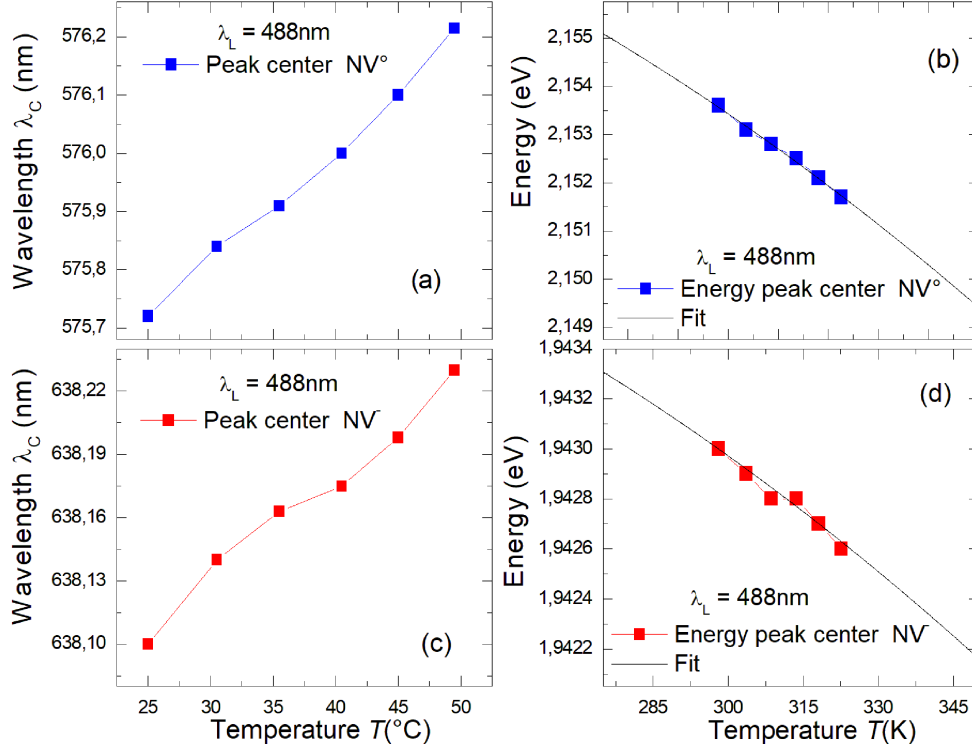 576,2
576,1
576,0
575,9
575,8
575,7
Wavelength λC (nm)
λL = 488nm
Peak center NV°
(a)
2,155
2,154
2,153
2,152
2,151
2,150
2,149
Energy (eV)
(b)
λL = 488nm
Energy peak center NV°
Fit
638,22
638,19
638,16
638,13
638,10
Wavelength λC (nm)
λL = 488nm
Peak center NV-
(c)
25 30 35 40 45 50
Temperature T(°C)
1,9434
1,9432
1,9430
1,9428
1,9426
1,9424
1,9422
Energy (eV)
(d)
λL = 488nm
Energy peak center NV-
Fit
285 300 315 330 345
Temperature T(K)